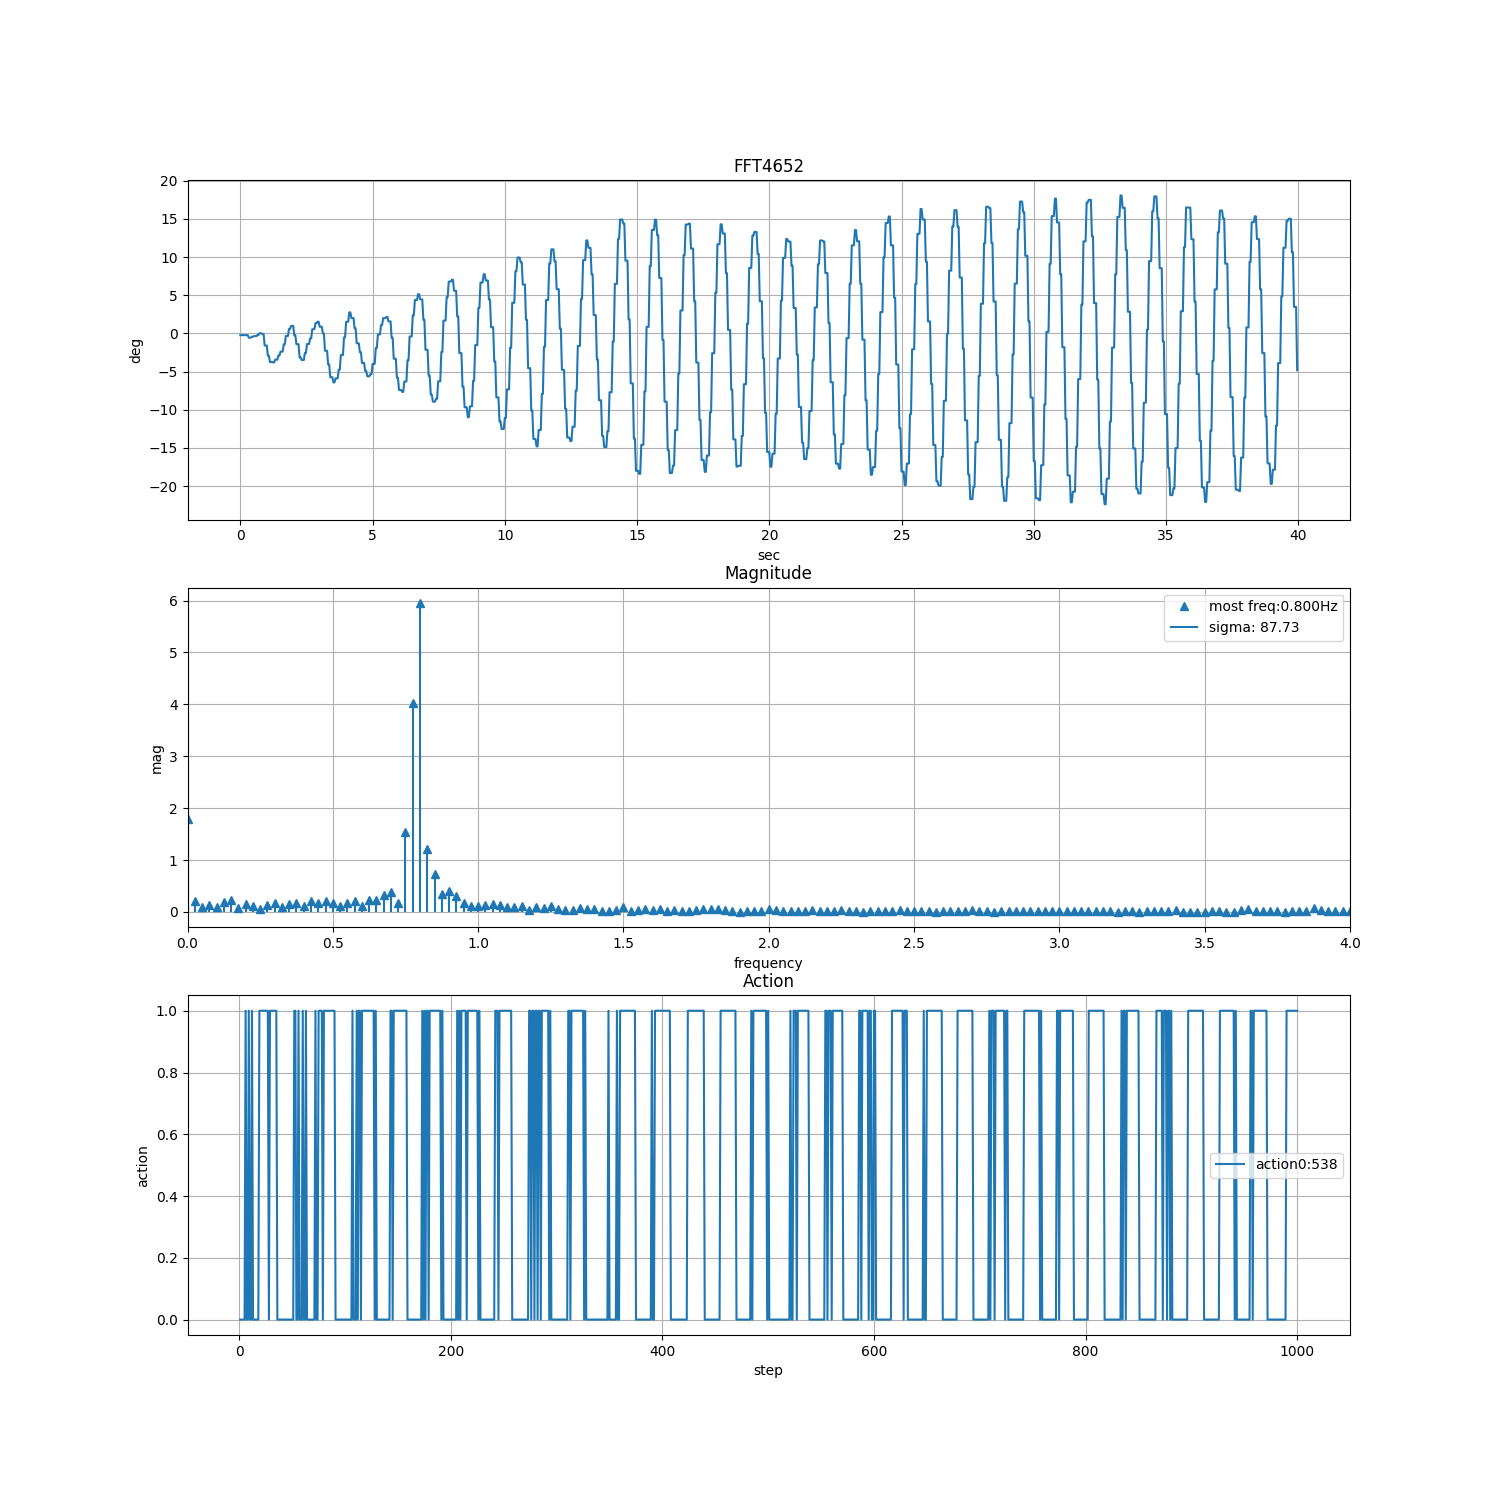 FFT4652
20
15
10
5
0
−5
−10
−15
−20
deg
0 5 10 15 20 25 30 35 40
sec
Magnitude
most freq:0.800Hz
sigma: 87.73
6
5
4
3
2
1
0
mag
0.0 0.5 1.0 1.5 2.0 2.5 3.0 3.5 4.0
frequency
Action
1.0
0.8
0.6
0.4
0.2
0.0
action
action0:538
0 200 400 600 800 1000
step